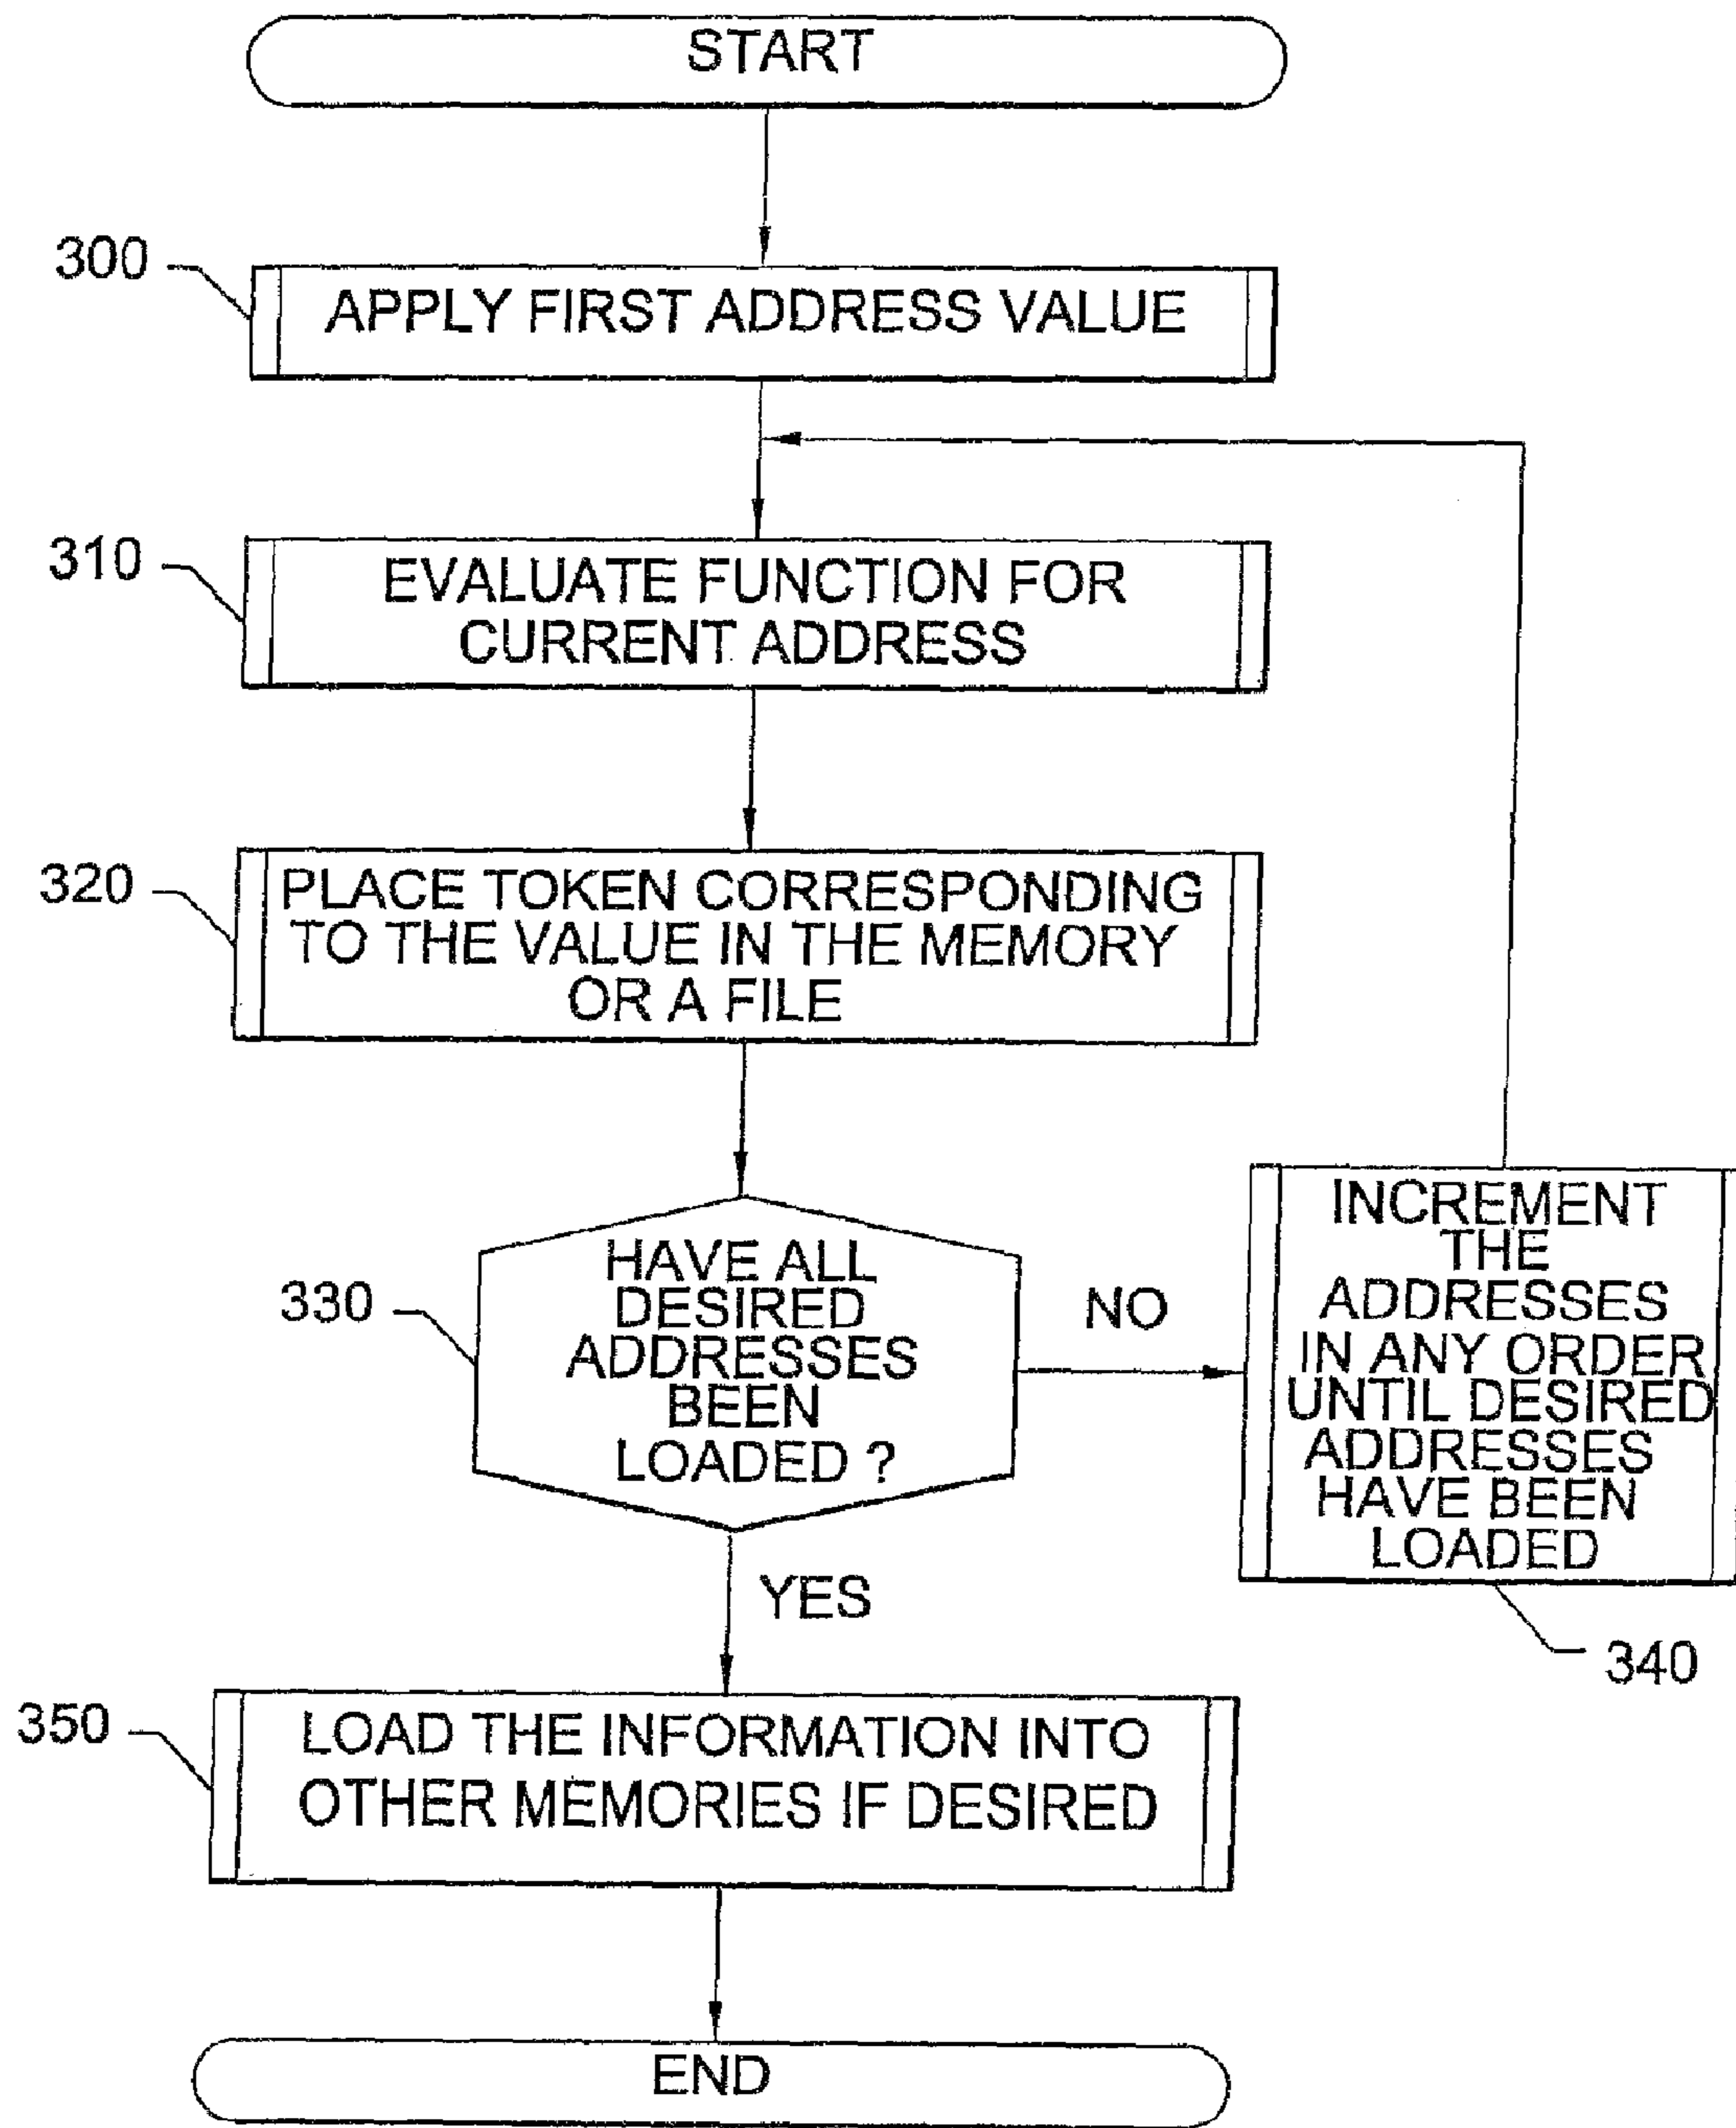 START
300
APPLY FIRST ADDRESS VALUE
310
EVALUATE FUNCTION FOR
CURRENT ADDRESS
320
PLACE TOKEN CORRESPONDING
TO THE VALUE IN THE MEMORY
OR A FILE
330
HAVE ALL
DESIRED
ADDRESSES
BEEN
LOADED ?
NO
INCREMENT
THE
ADDRESSES
IN ANY ORDER
UNTIL DESIRED
ADDRESSES
HAVE BEEN
LOADED
340
YES
350
LOAD THE INFORMATION INTO
OTHER MEMORIES IF DESIRED
END